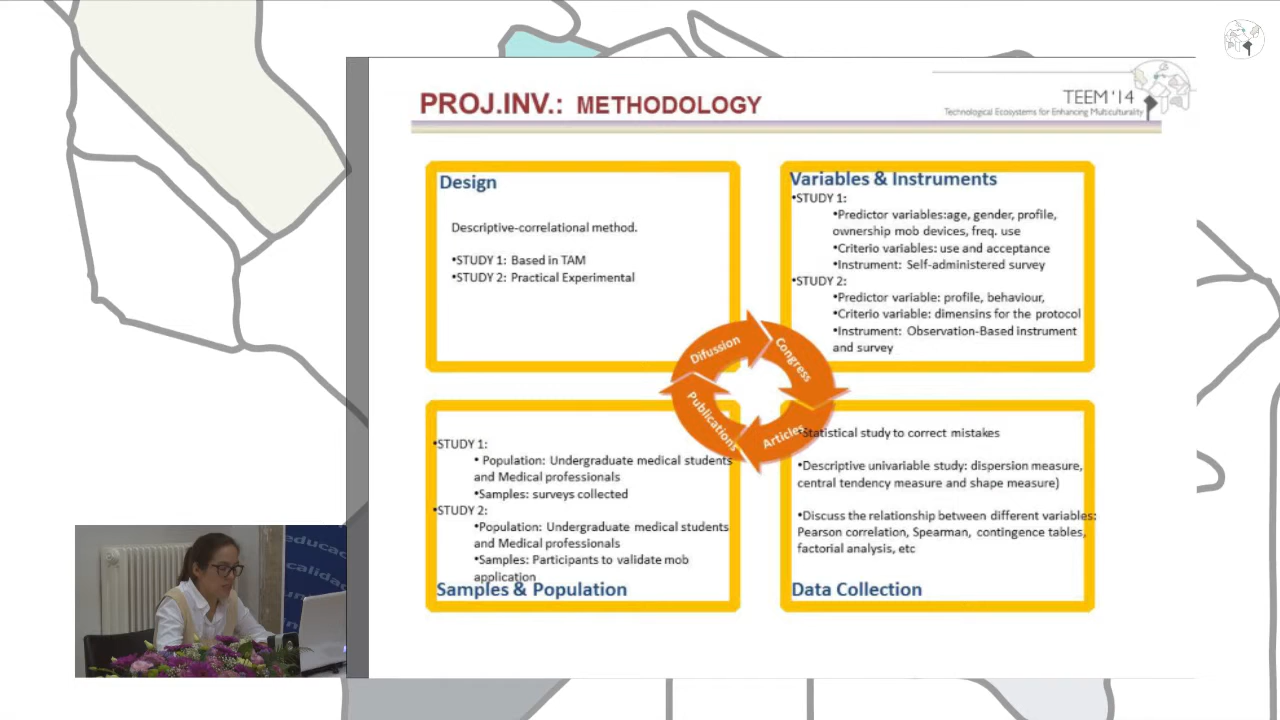 PROJ.INV.: METHODOLOGY
TEEM '14
Technological Ecosystems for Enhancing Multiculturality
Design
Descriptive-correlational method.
•STUDY 1: Based in TAM
•STUDY 2: Practical Experimental
Variables & Instruments
•STUDY 1:
•Predictor variables:age, gender, profile,
ownership mob devices, freq. use
•Criterio variables: use and acceptance
•Instrument: Self-administered survey
•STUDY 2:
•Predictor variable: profile, behaviour,
•Criterio variable: dimensins for the protocol
•Instrument: Observation-Based instrument
and survey
Difussion
Congress
Articles
Publications
•STUDY 1:
• Population: Undergraduate medical students
and Medical professionals
•Samples: surveys collected
•STUDY 2:
•Population: Undergraduate medical students
and Medical professionals
•Samples: Participants to validate mob
application
Samples & Population
•Statistical study to correct mistakes
•Descriptive univariable study: dispersion measure,
central tendency measure and shape measure)
•Discuss the relationship between different variables:
Pearson correlation, Spearman, contingence tables,
factorial analysis, etc
Data Collection
educac
calidad